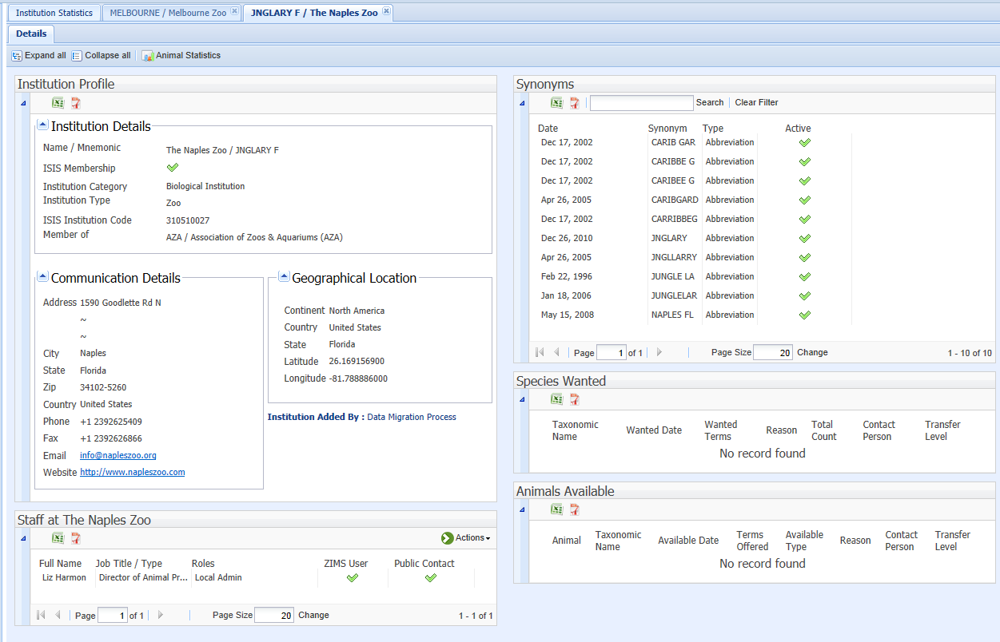 Institution Statistics
MELBOURNE / Melbourne Zoo
JNGLARY F / The Naples Zoo
Details
Expand all
Collapse all
Animal Statistics
Institution Profile
Institution Details
Name / Mnemonic The Naples Zoo / JNGLARY F
ISIS Membership
Institution Category Biological Institution
Institution Type Zoo
ISIS Institution Code 310510027
Member of AZA / Association of Zoos & Aquariums (AZA)
Communication Details
Address 1590 Goodlette Rd N
~
~
City Naples
State Florida
Zip 34102-5260
Country United States
Phone +1 2392625409
Fax +1 2392626866
Email info@napleszoo.org
Website http://www.napleszoo.com
Geographical Location
Continent North America
Country United States
State Florida
Latitude 26.169156900
Longitude -81.788886000
Institution Added By : Data Migration Process
Staff at The Naples Zoo
Actions
Full Name Job Title / Type Roles ZIMS User Public Contact
Liz Harmon Director of Animal Pr... Local Admin
Page 1 of 1 Page Size 20 Change 1 - 1 of 1
Synonyms
Search Clear Filter
Date Synonym Type Active
Dec 17, 2002 CARIB GAR Abbreviation
Dec 17, 2002 CARIBBE G Abbreviation
Dec 17, 2002 CARIBEE G Abbreviation
Apr 26, 2005 CARIBGARD Abbreviation
Dec 17, 2002 CARRIBBEG Abbreviation
Dec 26, 2010 JNGLARY Abbreviation
Apr 26, 2005 JNGLLARRY Abbreviation
Feb 22, 1996 JUNGLE LA Abbreviation
Jan 18, 2006 JUNGLELAR Abbreviation
May 15, 2008 NAPLES FL Abbreviation
Page 1 of 1 Page Size 20 Change 1 - 10 of 10
Species Wanted
Taxonomic Name Wanted Date Wanted Terms Reason Total Count Contact Person Transfer Level
No record found
Animals Available
Animal Taxonomic Name Available Date Terms Offered Available Type Reason Contact Person Transfer Level
No record found